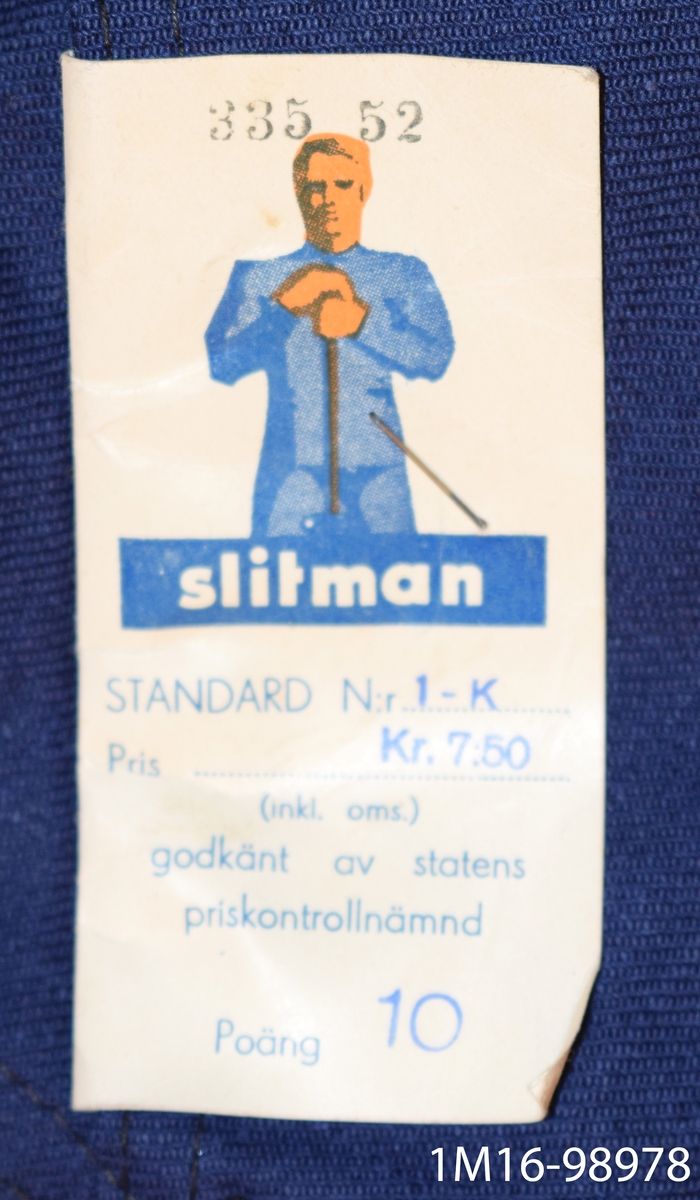 335 52
slitman
STANDARD N:r 1-K
Pris Kr. 7:50
(inkl. oms.)
godkänt av statens
priskontrollnämnd
Poäng 10
1M16-98978